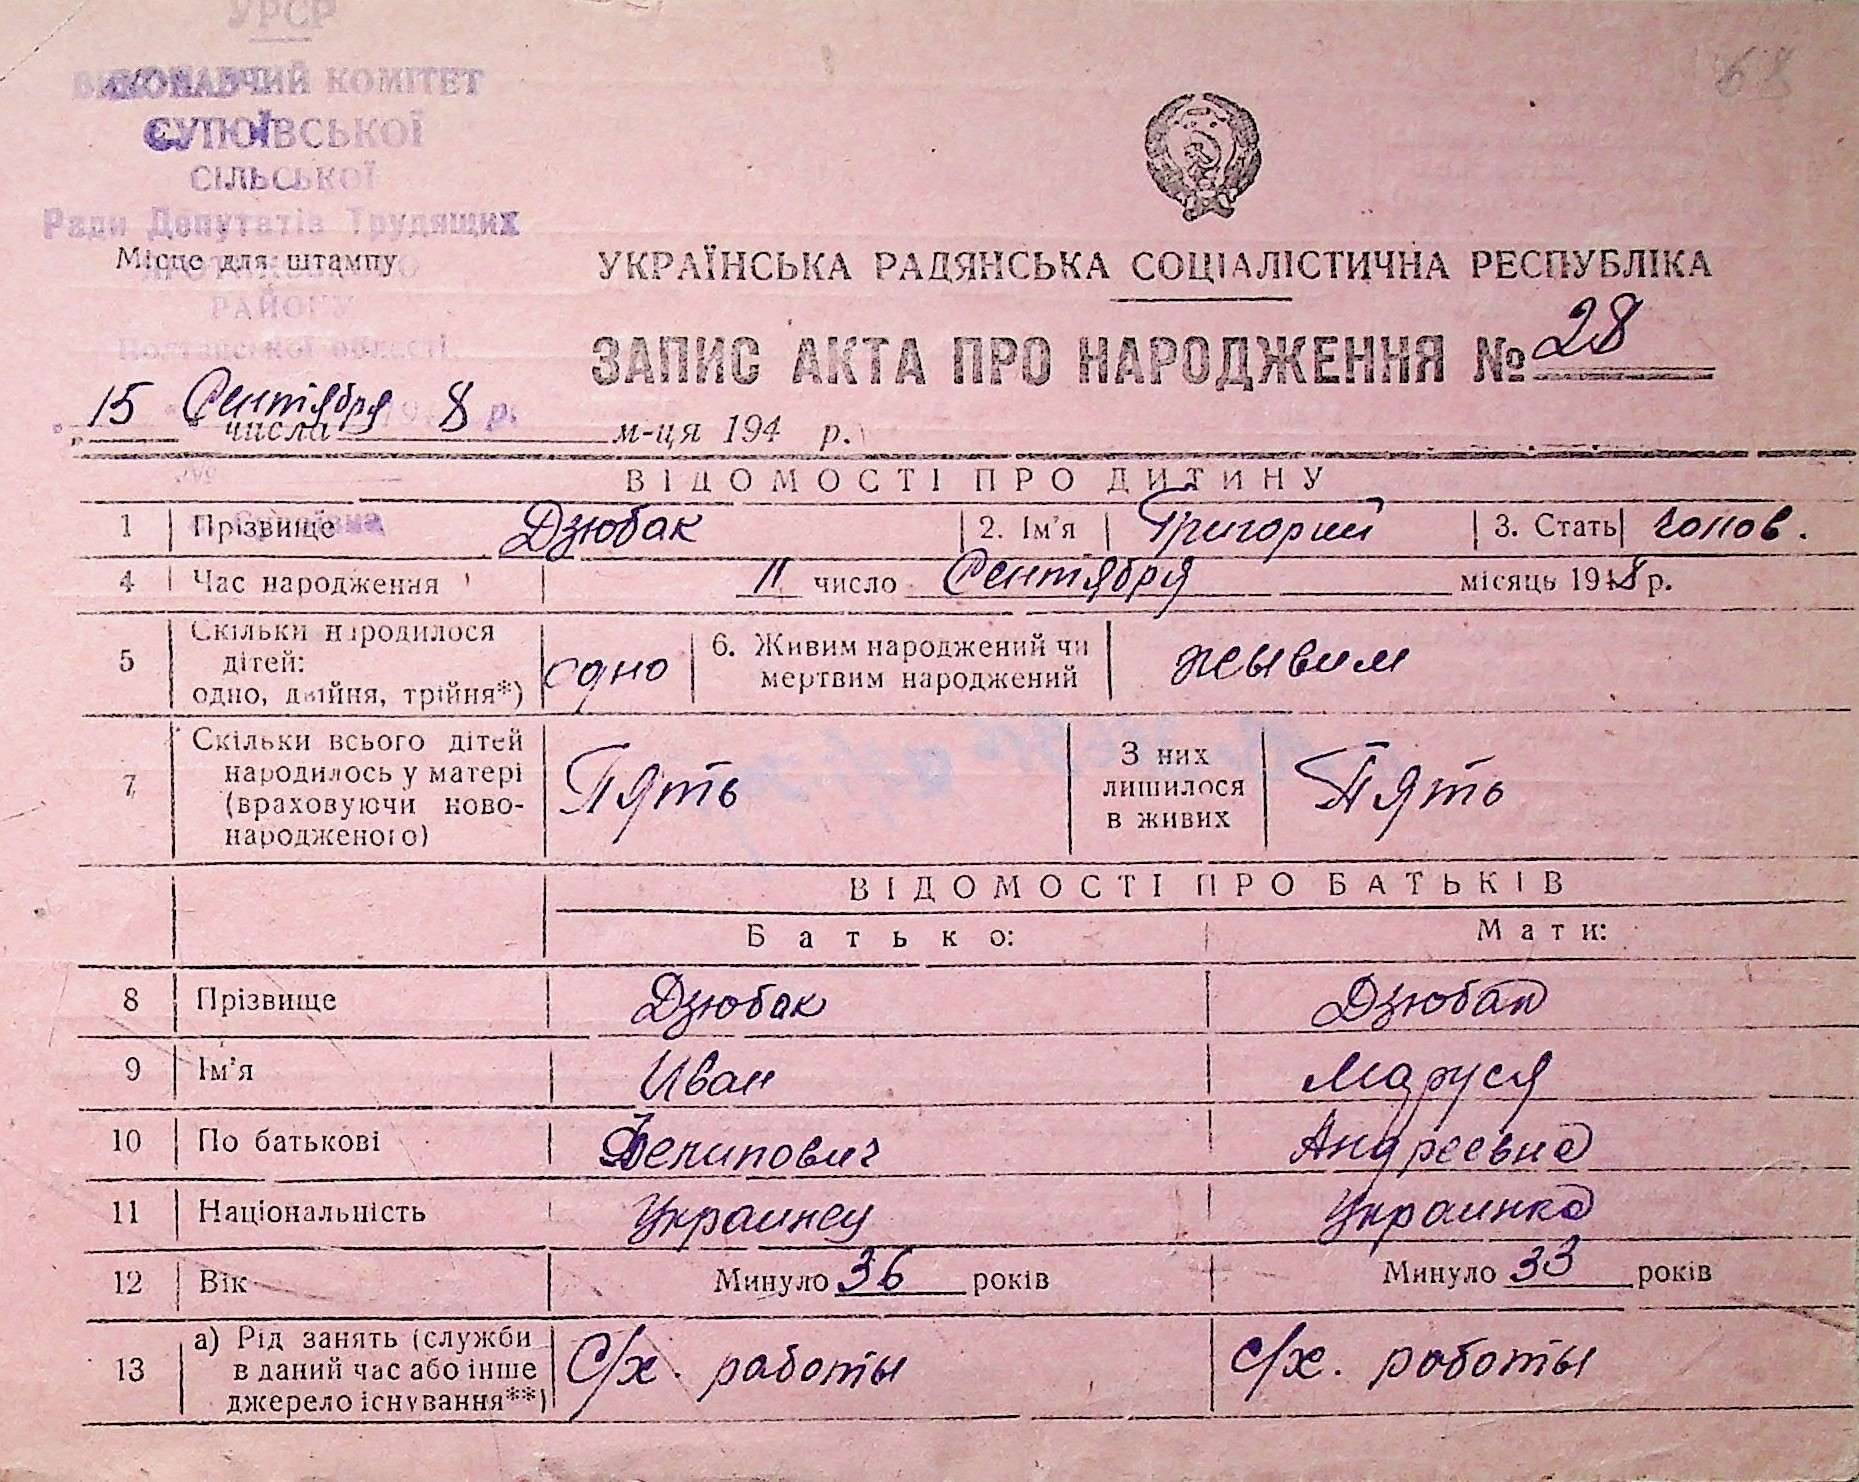 УРСР
ВИКОНАВЧИЙ КОМІТЕТ
СІЛЬСЬКОЇ
Ради Депутатів Трудящих
РАЙОНУ
Полтавської області
68
Місце для штампу
УКРАЇНСЬКА РАДЯНСЬКА СОЦІАЛІСТИЧНА РЕСПУБЛІКА
ЗАПИС АКТА ПРО НАРОДЖЕННЯ № 28
15 числа Сентября 8 р. м-ця 194 р.
ВІДОМОСТІ ПРО ДИТИНУ
1 Прізвище Дзюбак 2. Ім'я Григорий 3. Стать чолов.
4 Час народження 11 число Сентября місяць 1948 р.
5 Скільки народилося дітей: одно, двійня, трійня*) одно 6. Живим народжений чи мертвим народжений жывим
7 Скільки всього дітей народилось у матері (враховуючи новонародженого) Пять З них лишилося в живих Пять
ВІДОМОСТІ ПРО БАТЬКІВ
Батько: Мати:
8 Прізвище Дзюбак Дзюбак
9 Ім'я Иван Маруся
10 По батькові Филипович Андреевна
11 Національність Украинец Украинка
12 Вік Минуло 36 років Минуло 33 років
13 а) Рід занять (служби в даний час або інше джерело існування**) С/х. работы с/х. работы